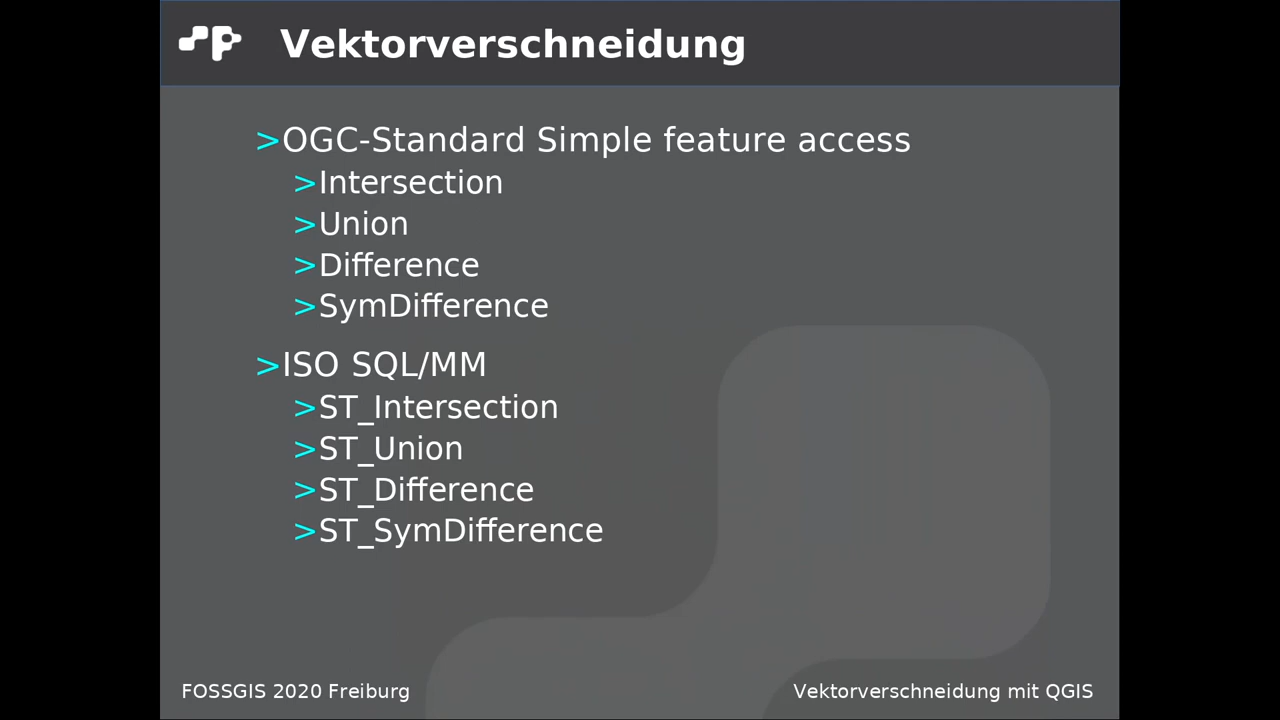 Vektorverschneidung
>OGC-Standard Simple feature access
>Intersection
>Union
>Difference
>SymDifference
>ISO SQL/MM
>ST_Intersection
>ST_Union
>ST_Difference
>ST_SymDifference
FOSSGIS 2020 Freiburg
Vektorverschneidung mit QGIS